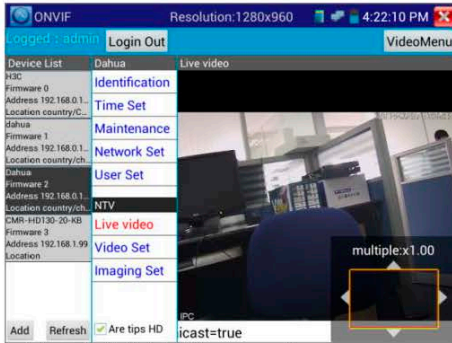 ONVIF Resolution:1280x960 4:22:10 PM
Logged : admin Login Out VideoMenu
Device List Dahua Live video
H3C
Firmware 0
Address 192.168.0.1..
Location country/C...
dahua
Firmware 1
Address 192.168.0.1..
Location country/ch..
Dahua
Firmware 2
Address 192.168.0.1..
Location country/ch..
CMR-HD130-20-KB
Firmware 3
Address 192.168.1.99
Location
Add Refresh
Identification
Time Set
Maintenance
Network Set
User Set
NTV
Live video
Video Set
Imaging Set
Are tips HD
multiple:x1.00
IPC
icast=true